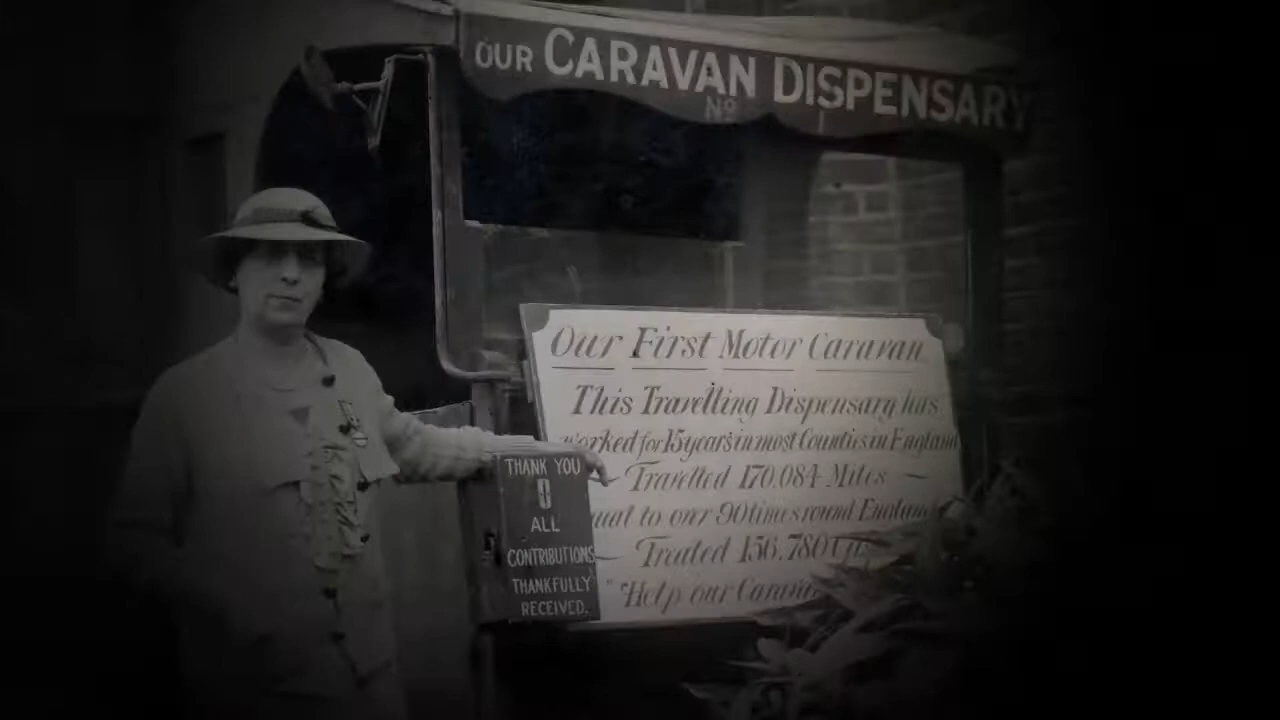 OUR CARAVAN DISPENSARY
No
Our First Motor Caravan
This Travelling Dispensary has
worked for 15 years in most Counties in England
Travelled 170.084 Miles —
to over 90 times round England
Treated 156.780
"Help our Caravan
THANK YOU
ALL
CONTRIBUTIONS
THANKFULLY
RECEIVED.